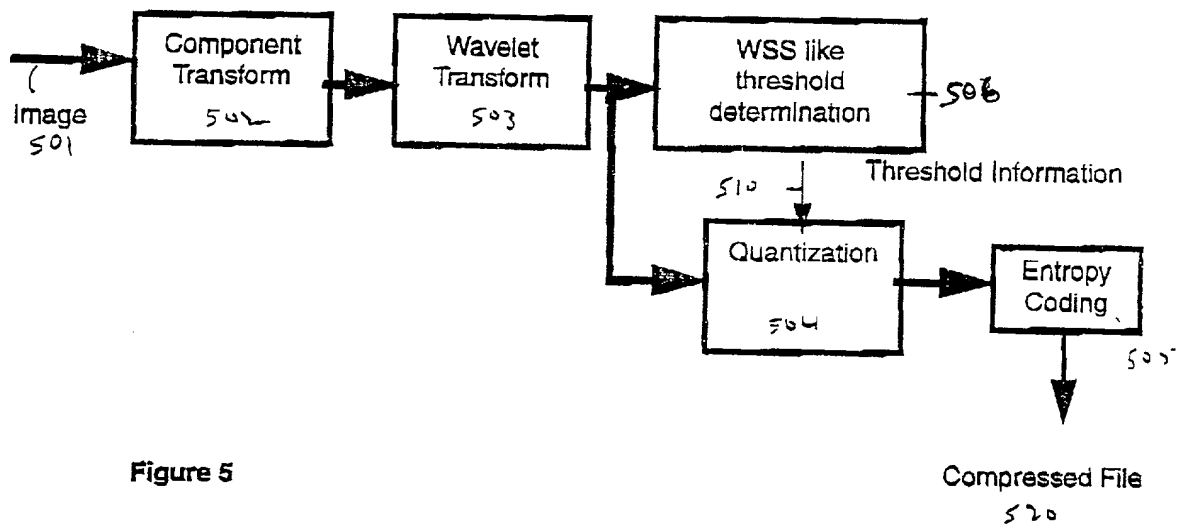 Component
Transform
502
Wavelet
Transform
503
WSS like
threshold
determination
506
Image
501
Threshold Information
510
Quantization
504
Entropy
Coding
505
Figure 5
Compressed File
520